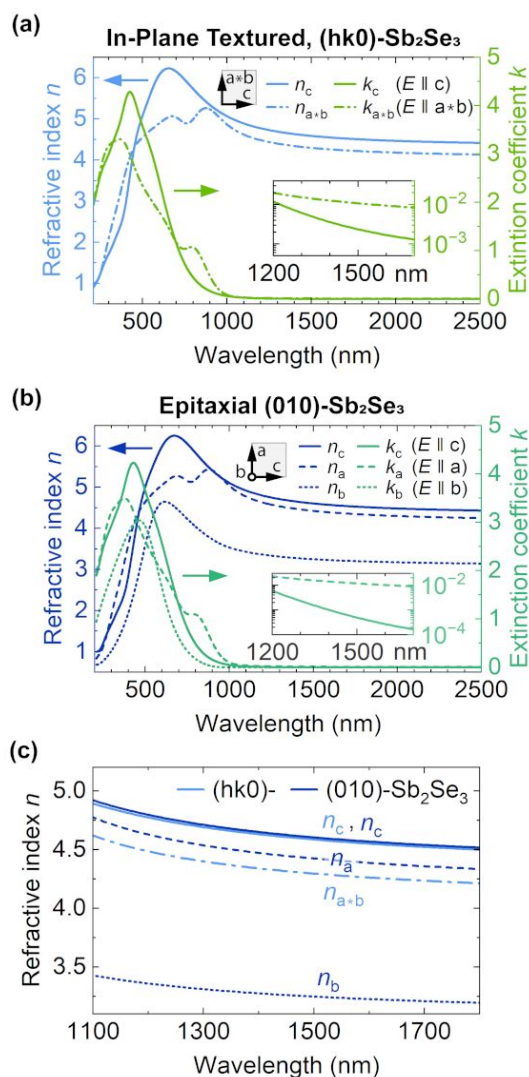 (a)
In-Plane Textured, (hk0)-Sb₂Se₃
Refractive index n
6
5
4
3
2
1
a*b
c
n_c
k_c (E ∥ c)
n_a*b
k_a*b (E ∥ a*b)
5
4
3
2
1
0
Extintion coefficient k
10⁻²
10⁻³
1200 1500 nm
500 1000 1500 2000 2500
Wavelength (nm)
(b)
Epitaxial (010)-Sb₂Se₃
Refractive index n
6
5
4
3
2
1
a
b
c
n_c
k_c (E ∥ c)
n_a
k_a (E ∥ a)
n_b
k_b (E ∥ b)
5
4
3
2
1
0
Extinction coefficient k
10⁻²
10⁻⁴
1200 1500 nm
500 1000 1500 2000 2500
Wavelength (nm)
(c)
Refractive index n
5.0
4.5
4.0
3.5
(hk0)- (010)-Sb₂Se₃
n_c , n_c
n_a
n_a*b
n_b
1100 1300 1500 1700
Wavelength (nm)